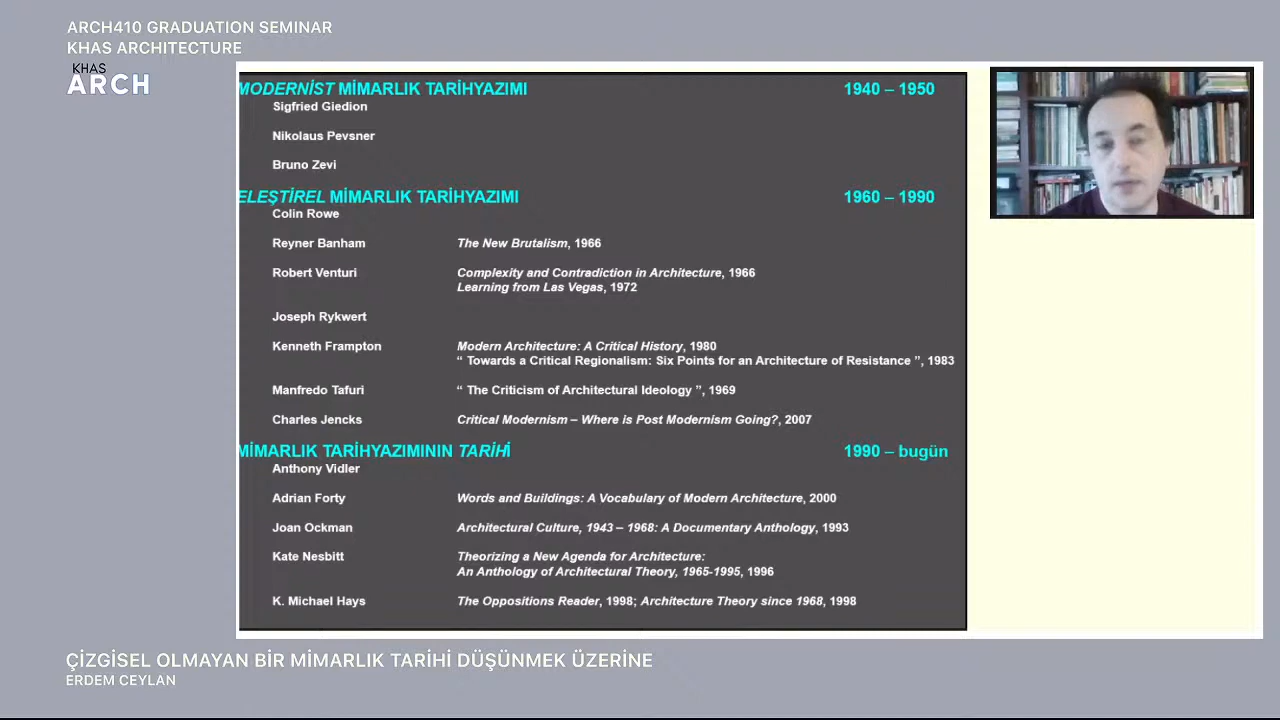 ARCH410 GRADUATION SEMINAR
KHAS ARCHITECTURE
KHAS
ARCH
MODERNİST MİMARLIK TARİHYAZIMI 1940 – 1950
Sigfried Giedion
Nikolaus Pevsner
Bruno Zevi
ELEŞTİREL MİMARLIK TARİHYAZIMI 1960 – 1990
Colin Rowe
Reyner Banham The New Brutalism, 1966
Robert Venturi Complexity and Contradiction in Architecture, 1966
Learning from Las Vegas, 1972
Joseph Rykwert
Kenneth Frampton Modern Architecture: A Critical History, 1980
“ Towards a Critical Regionalism: Six Points for an Architecture of Resistance ”, 1983
Manfredo Tafuri “ The Criticism of Architectural Ideology ”, 1969
Charles Jencks Critical Modernism – Where is Post Modernism Going?, 2007
MİMARLIK TARİHYAZIMININ TARİHİ 1990 – bugün
Anthony Vidler
Adrian Forty Words and Buildings: A Vocabulary of Modern Architecture, 2000
Joan Ockman Architectural Culture, 1943 – 1968: A Documentary Anthology, 1993
Kate Nesbitt Theorizing a New Agenda for Architecture:
An Anthology of Architectural Theory, 1965-1995, 1996
K. Michael Hays The Oppositions Reader, 1998; Architecture Theory since 1968, 1998
ÇİZGİSEL OLMAYAN BİR MİMARLIK TARİHİ DÜŞÜNMEK ÜZERİNE
ERDEM CEYLAN